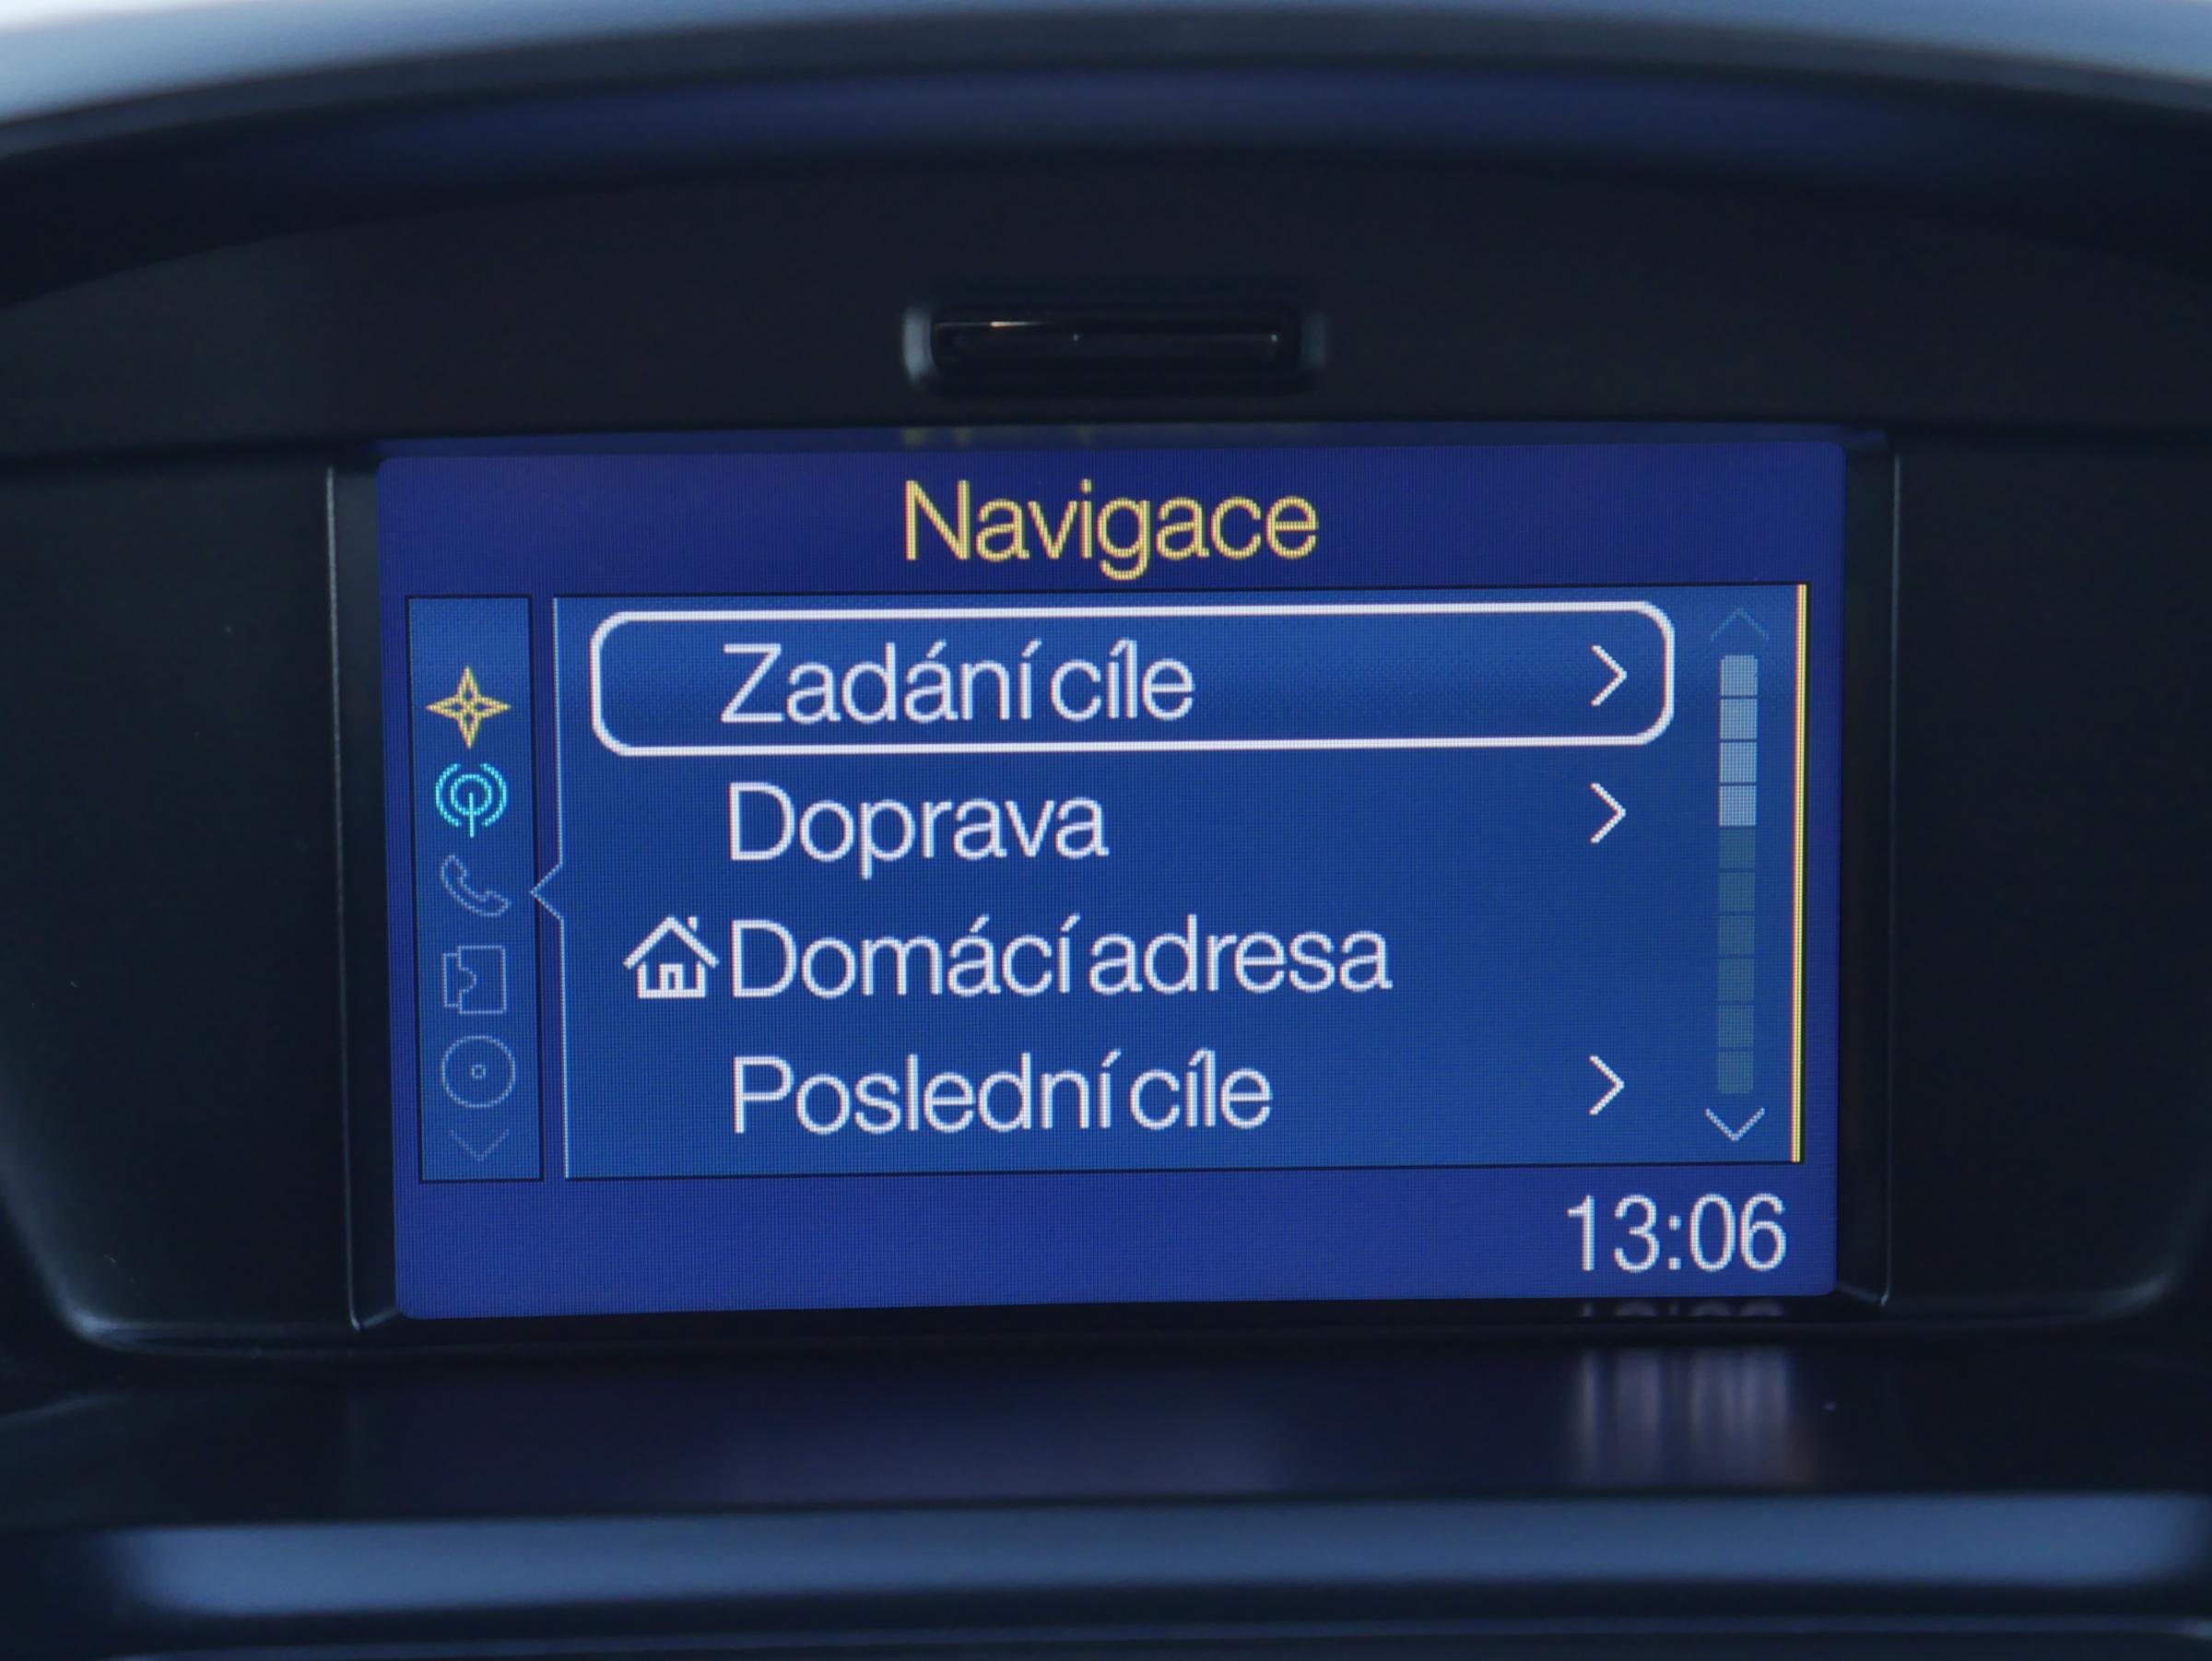 Navigace
Zadání cíle
Doprava
Domácí adresa
Poslední cíle
13:06